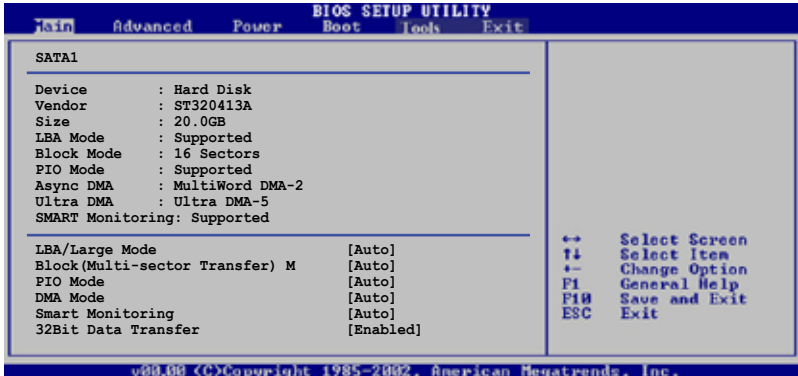 BIOS SETUP UTILITY
Main Advanced Power Boot Tools Exit
SATA1
Device : Hard Disk
Vendor : ST320413A
Size : 20.0GB
LBA Mode : Supported
Block Mode : 16 Sectors
PIO Mode : Supported
Async DMA : MultiWord DMA-2
Ultra DMA : Ultra DMA-5
SMART Monitoring: Supported
LBA/Large Mode [Auto]
Block(Multi-sector Transfer) M [Auto]
PIO Mode [Auto]
DMA Mode [Auto]
Smart Monitoring [Auto]
32Bit Data Transfer [Enabled]
←→ Select Screen
↑↓ Select Item
+- Change Option
F1 General Help
F10 Save and Exit
ESC Exit
v00.00 (C)Copyright 1985-2002, American Megatrends, Inc.